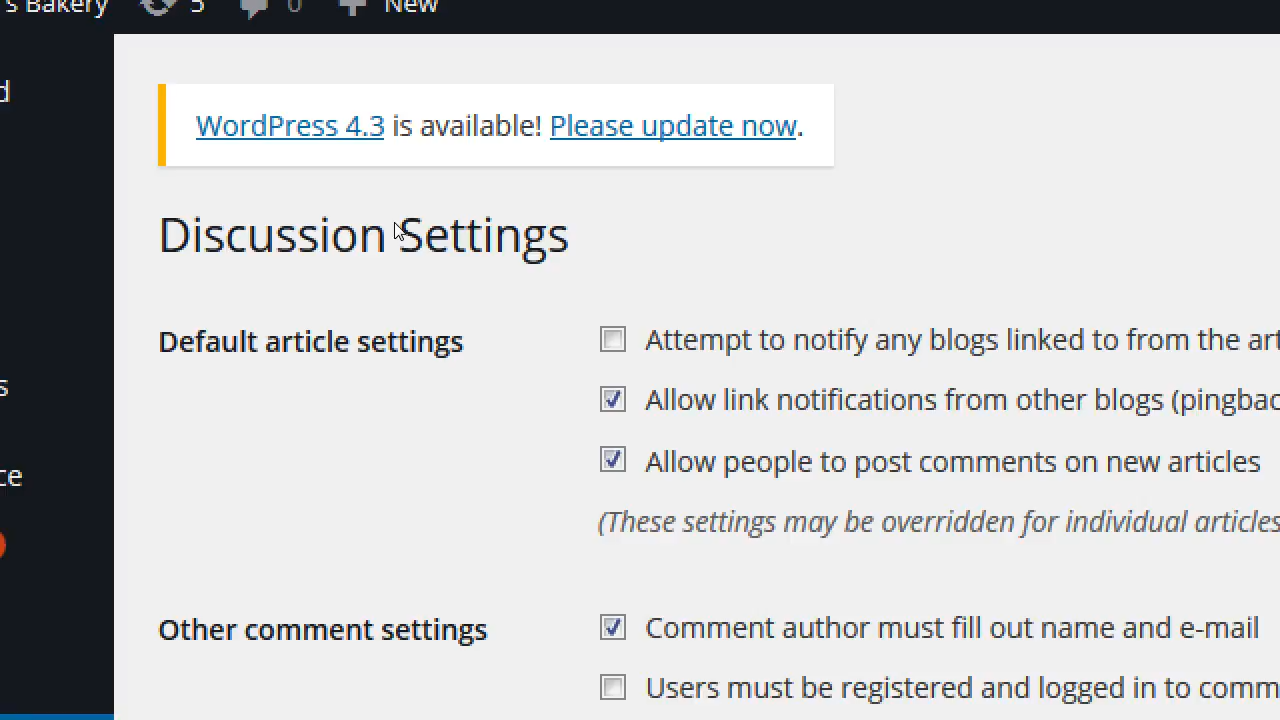 's Bakery 5 0 New
WordPress 4.3 is available! Please update now.
Discussion Settings
Default article settings
Attempt to notify any blogs linked to from the art
Allow link notifications from other blogs (pingbac
Allow people to post comments on new articles
(These settings may be overridden for individual articles
Other comment settings
Comment author must fill out name and e-mail
Users must be registered and logged in to comm